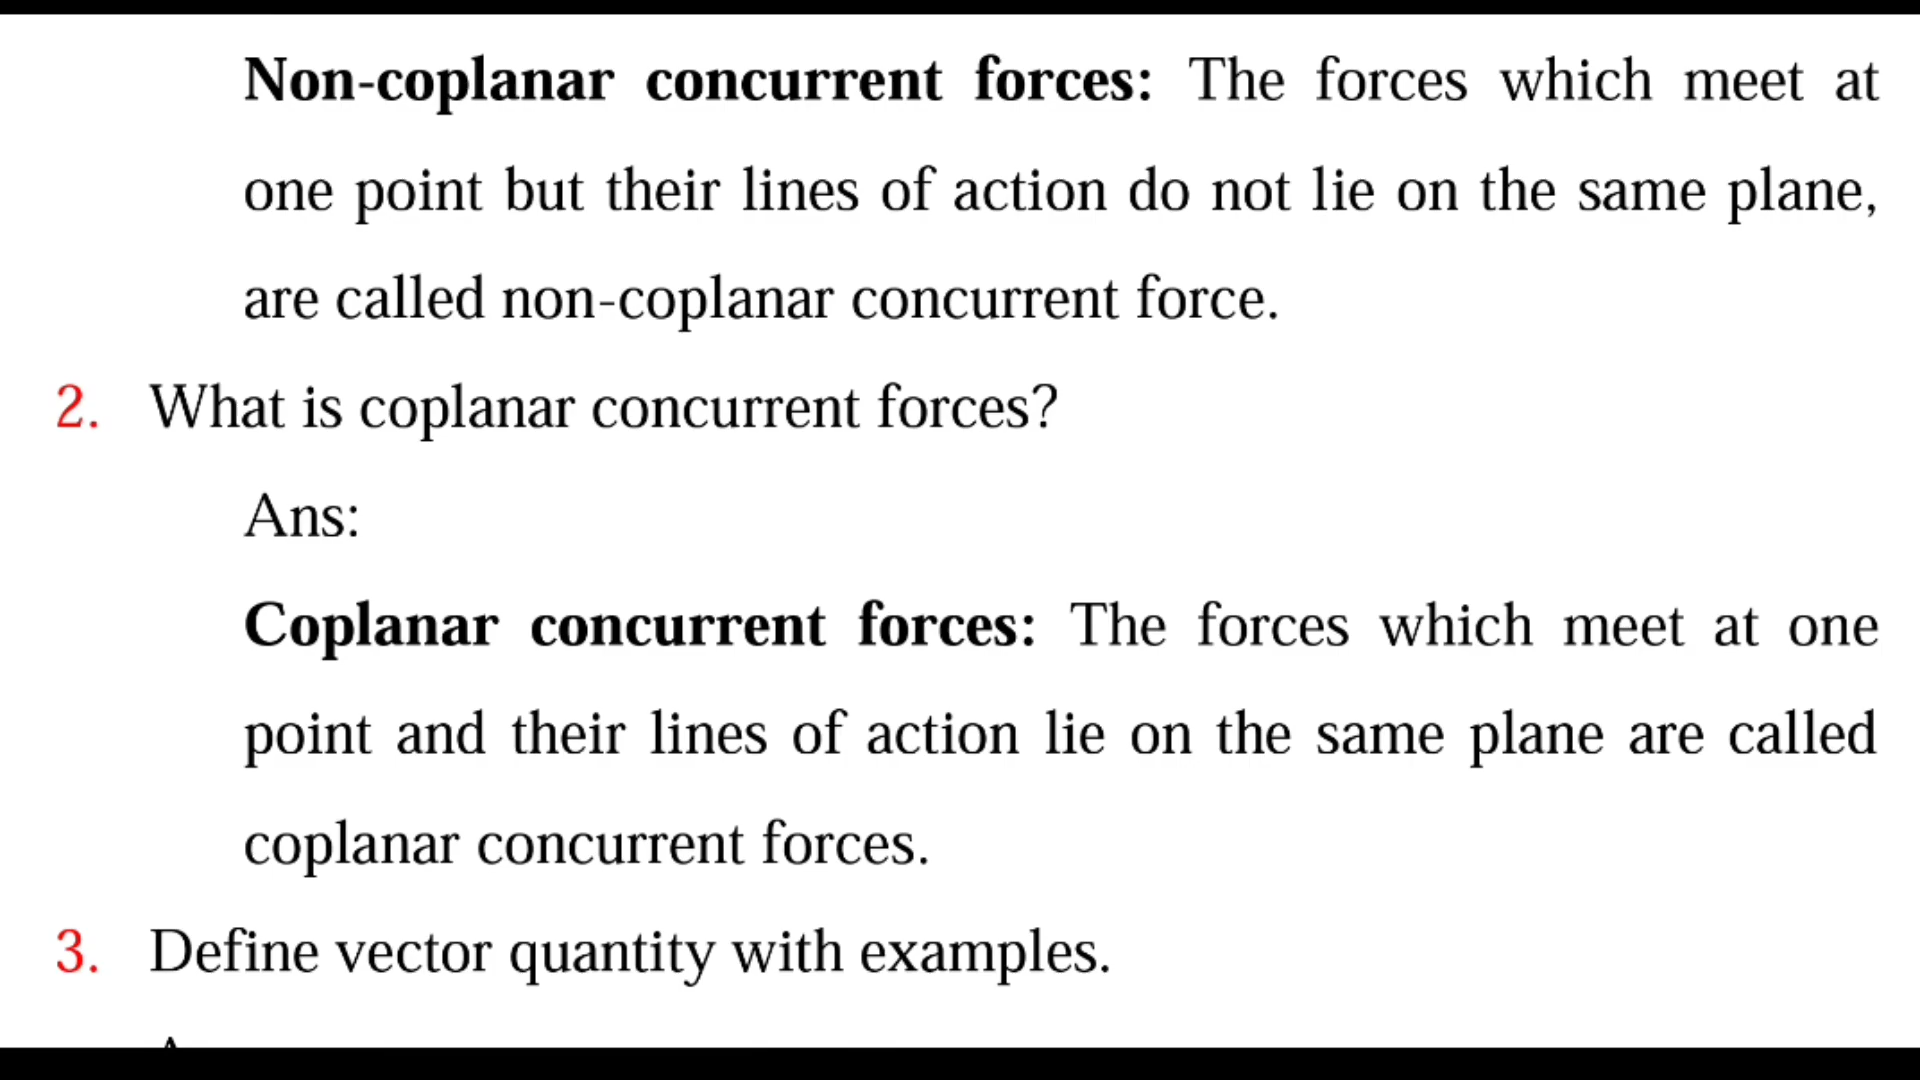 Non-coplanar concurrent forces: The forces which meet at
one point but their lines of action do not lie on the same plane,
are called non-coplanar concurrent force.
2. What is coplanar concurrent forces?
Ans:
Coplanar concurrent forces: The forces which meet at one
point and their lines of action lie on the same plane are called
coplanar concurrent forces.
3. Define vector quantity with examples.